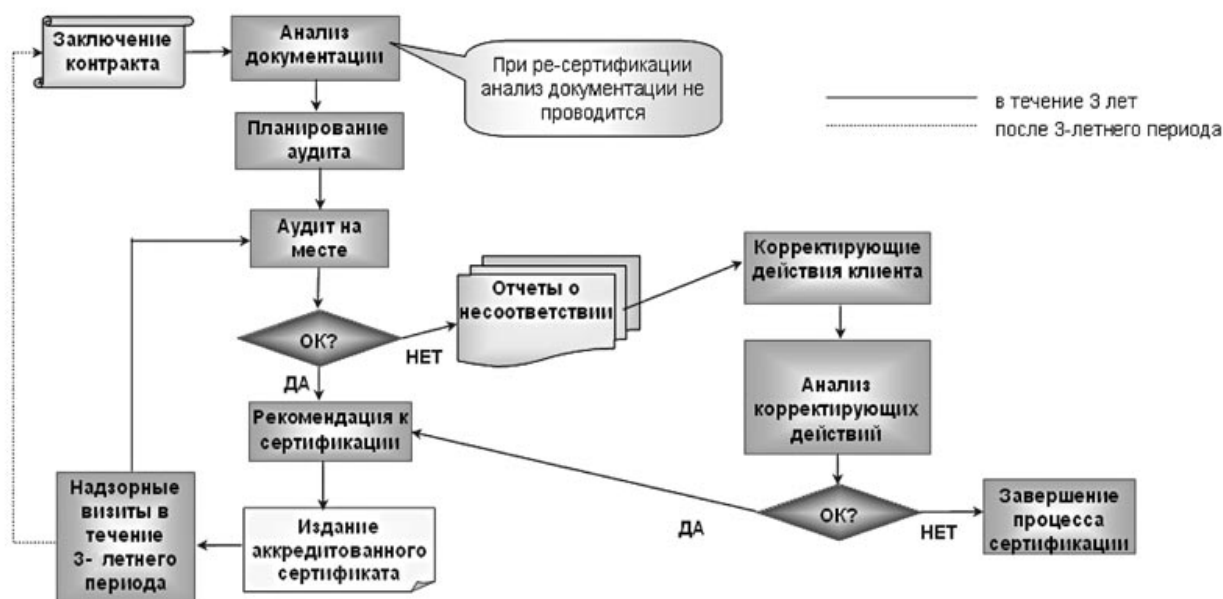 Заключение
контракта
Анализ
документации
При ре-сертификации
анализ документации не
проводится
в течение 3 лет
после 3-летнего периода
Планирование
аудита
Аудит на
месте
Корректирующие
действия клиента
Отчеты о
несоответствии
ОК?
НЕТ
ДА
Анализ
корректирующих
действий
Рекомендация к
сертификации
Надзорные
визиты в
течение
3- летнего
периода
Издание
аккредитованного
сертификата
ДА
ОК?
НЕТ
Завершение
процесса
сертификации